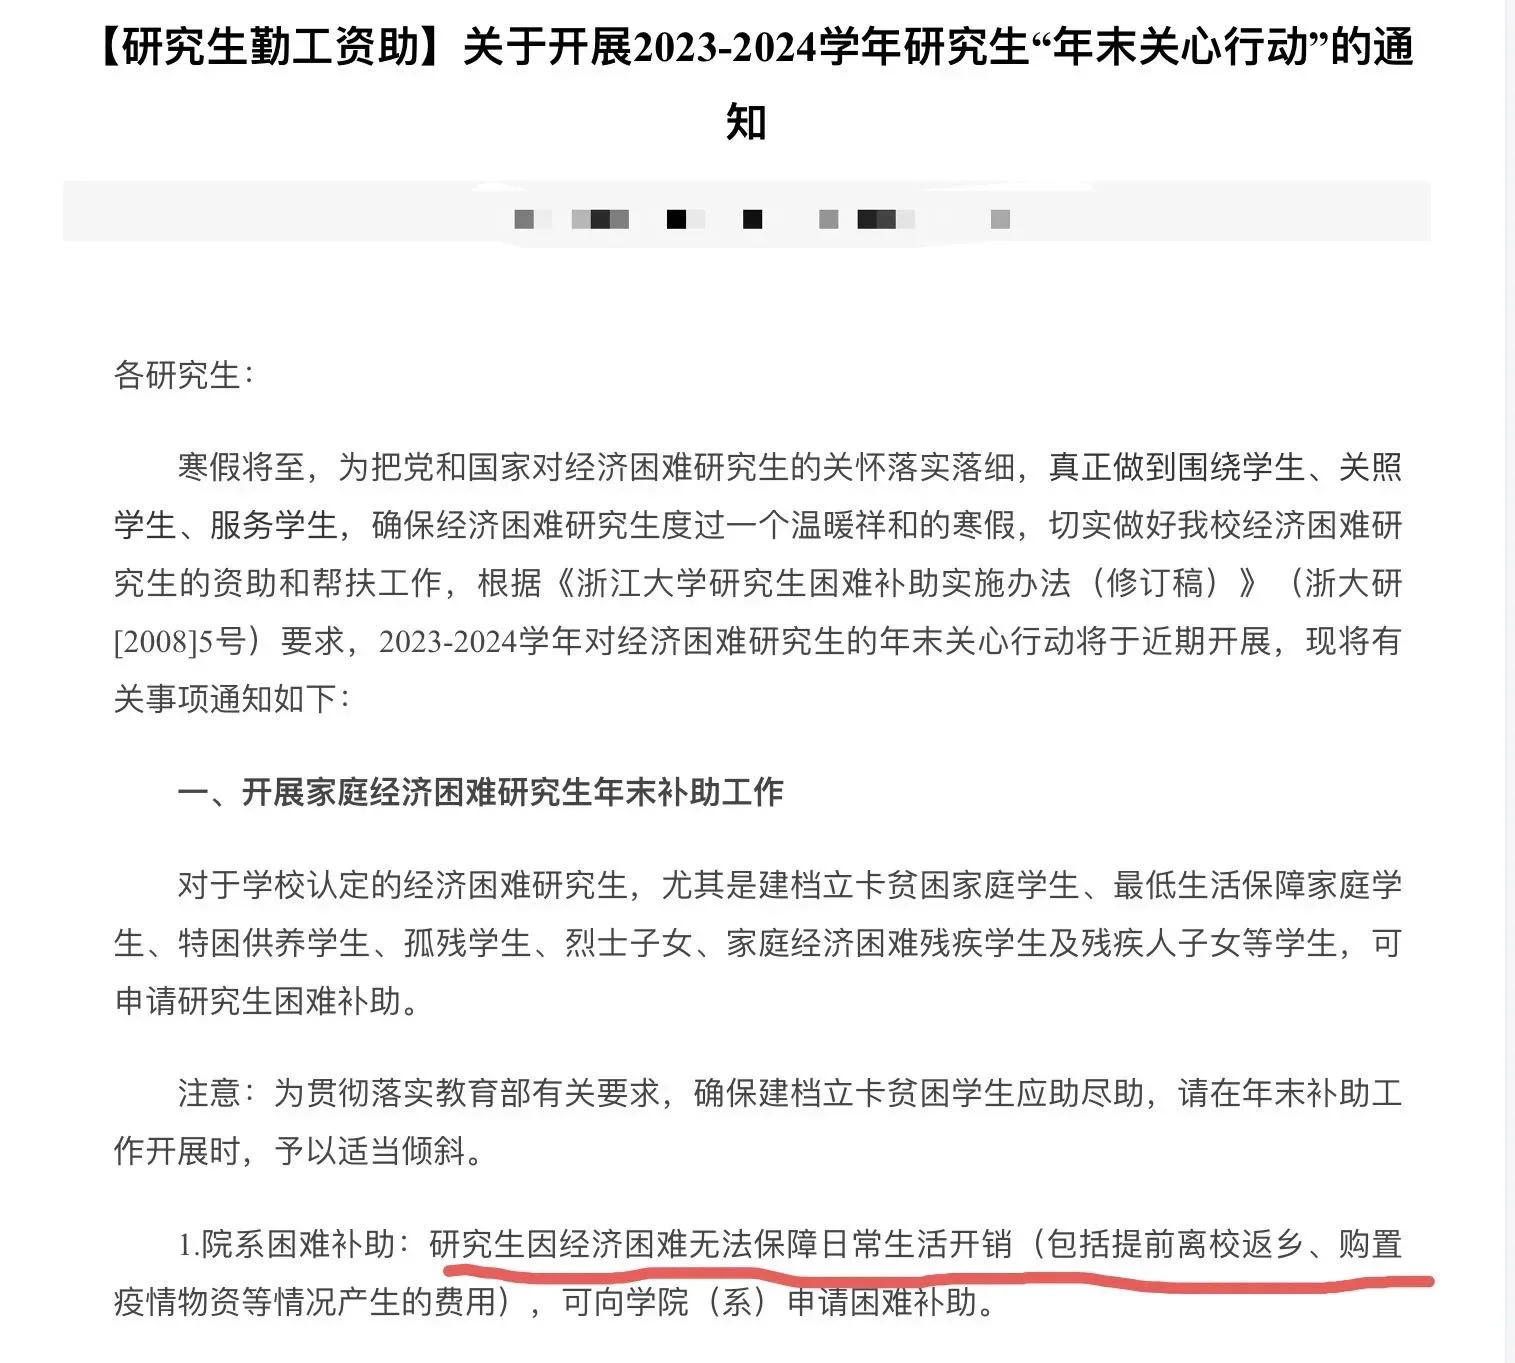 【研究生勤工资助】关于开展2023-2024学年研究生“年末关心行动”的通
知
各研究生：
寒假将至，为把党和国家对经济困难研究生的关怀落实落细，真正做到围绕学生、关照
学生、服务学生，确保经济困难研究生度过一个温暖祥和的寒假，切实做好我校经济困难研
究生的资助和帮扶工作，根据《浙江大学研究生困难补助实施办法（修订稿）》（浙大研
[2008]5号）要求，2023-2024学年对经济困难研究生的年末关心行动将于近期开展，现将有
关事项通知如下：
一、开展家庭经济困难研究生年末补助工作
对于学校认定的经济困难研究生，尤其是建档立卡贫困家庭学生、最低生活保障家庭学
生、特困供养学生、孤残学生、烈士子女、家庭经济困难残疾学生及残疾人子女等学生，可
申请研究生困难补助。
注意：为贯彻落实教育部有关要求，确保建档立卡贫困学生应助尽助，请在年末补助工
作开展时，予以适当倾斜。
1.院系困难补助：研究生因经济困难无法保障日常生活开销（包括提前离校返乡、购置
疫情物资等情况产生的费用），可向学院（系）申请困难补助。